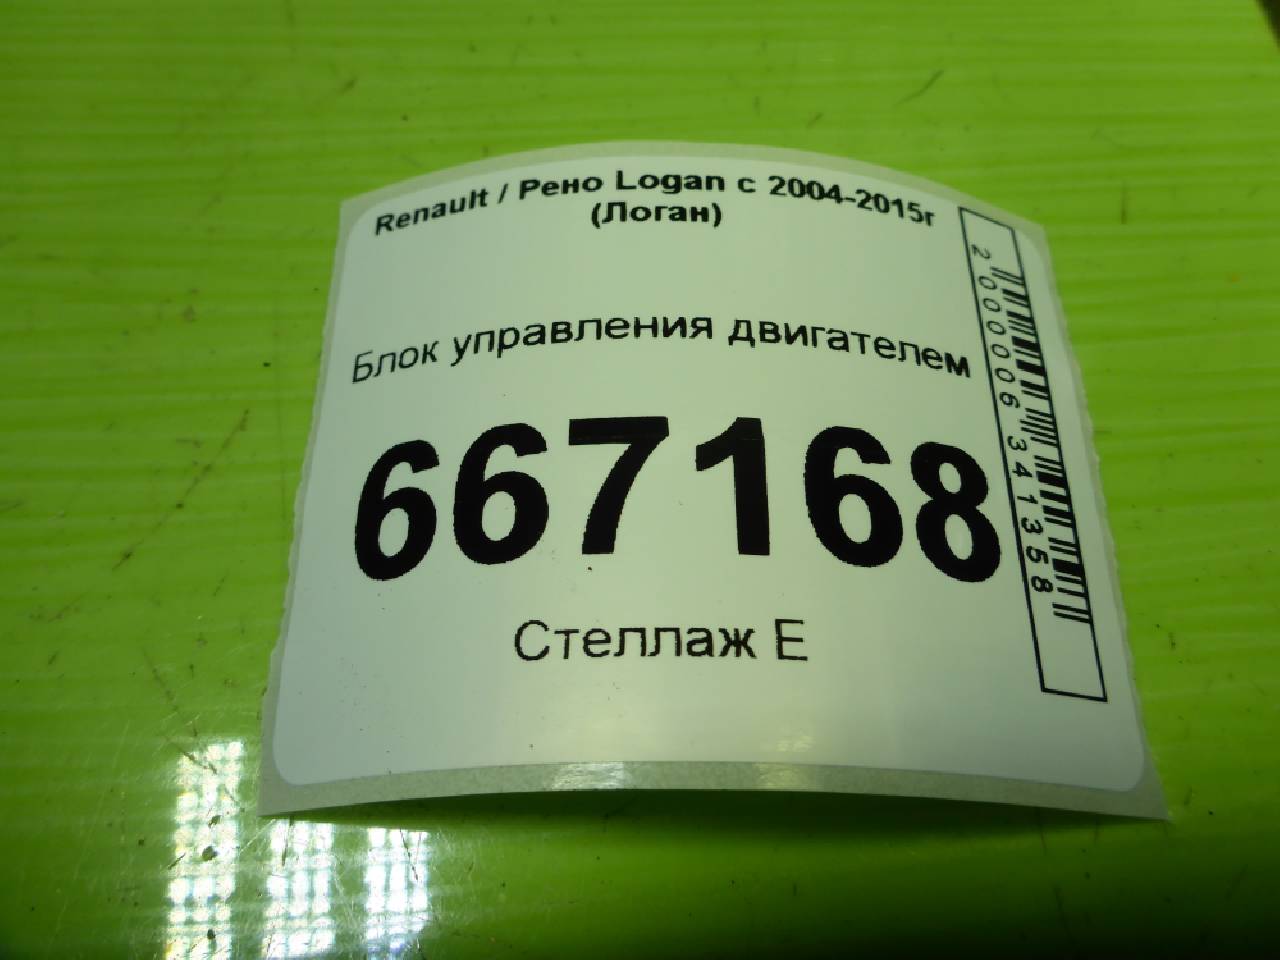 Renault / Рено Logan с 2004-2015г
(Логан)
Блок управления двигателем
667168
Стеллаж Е
2000006341358